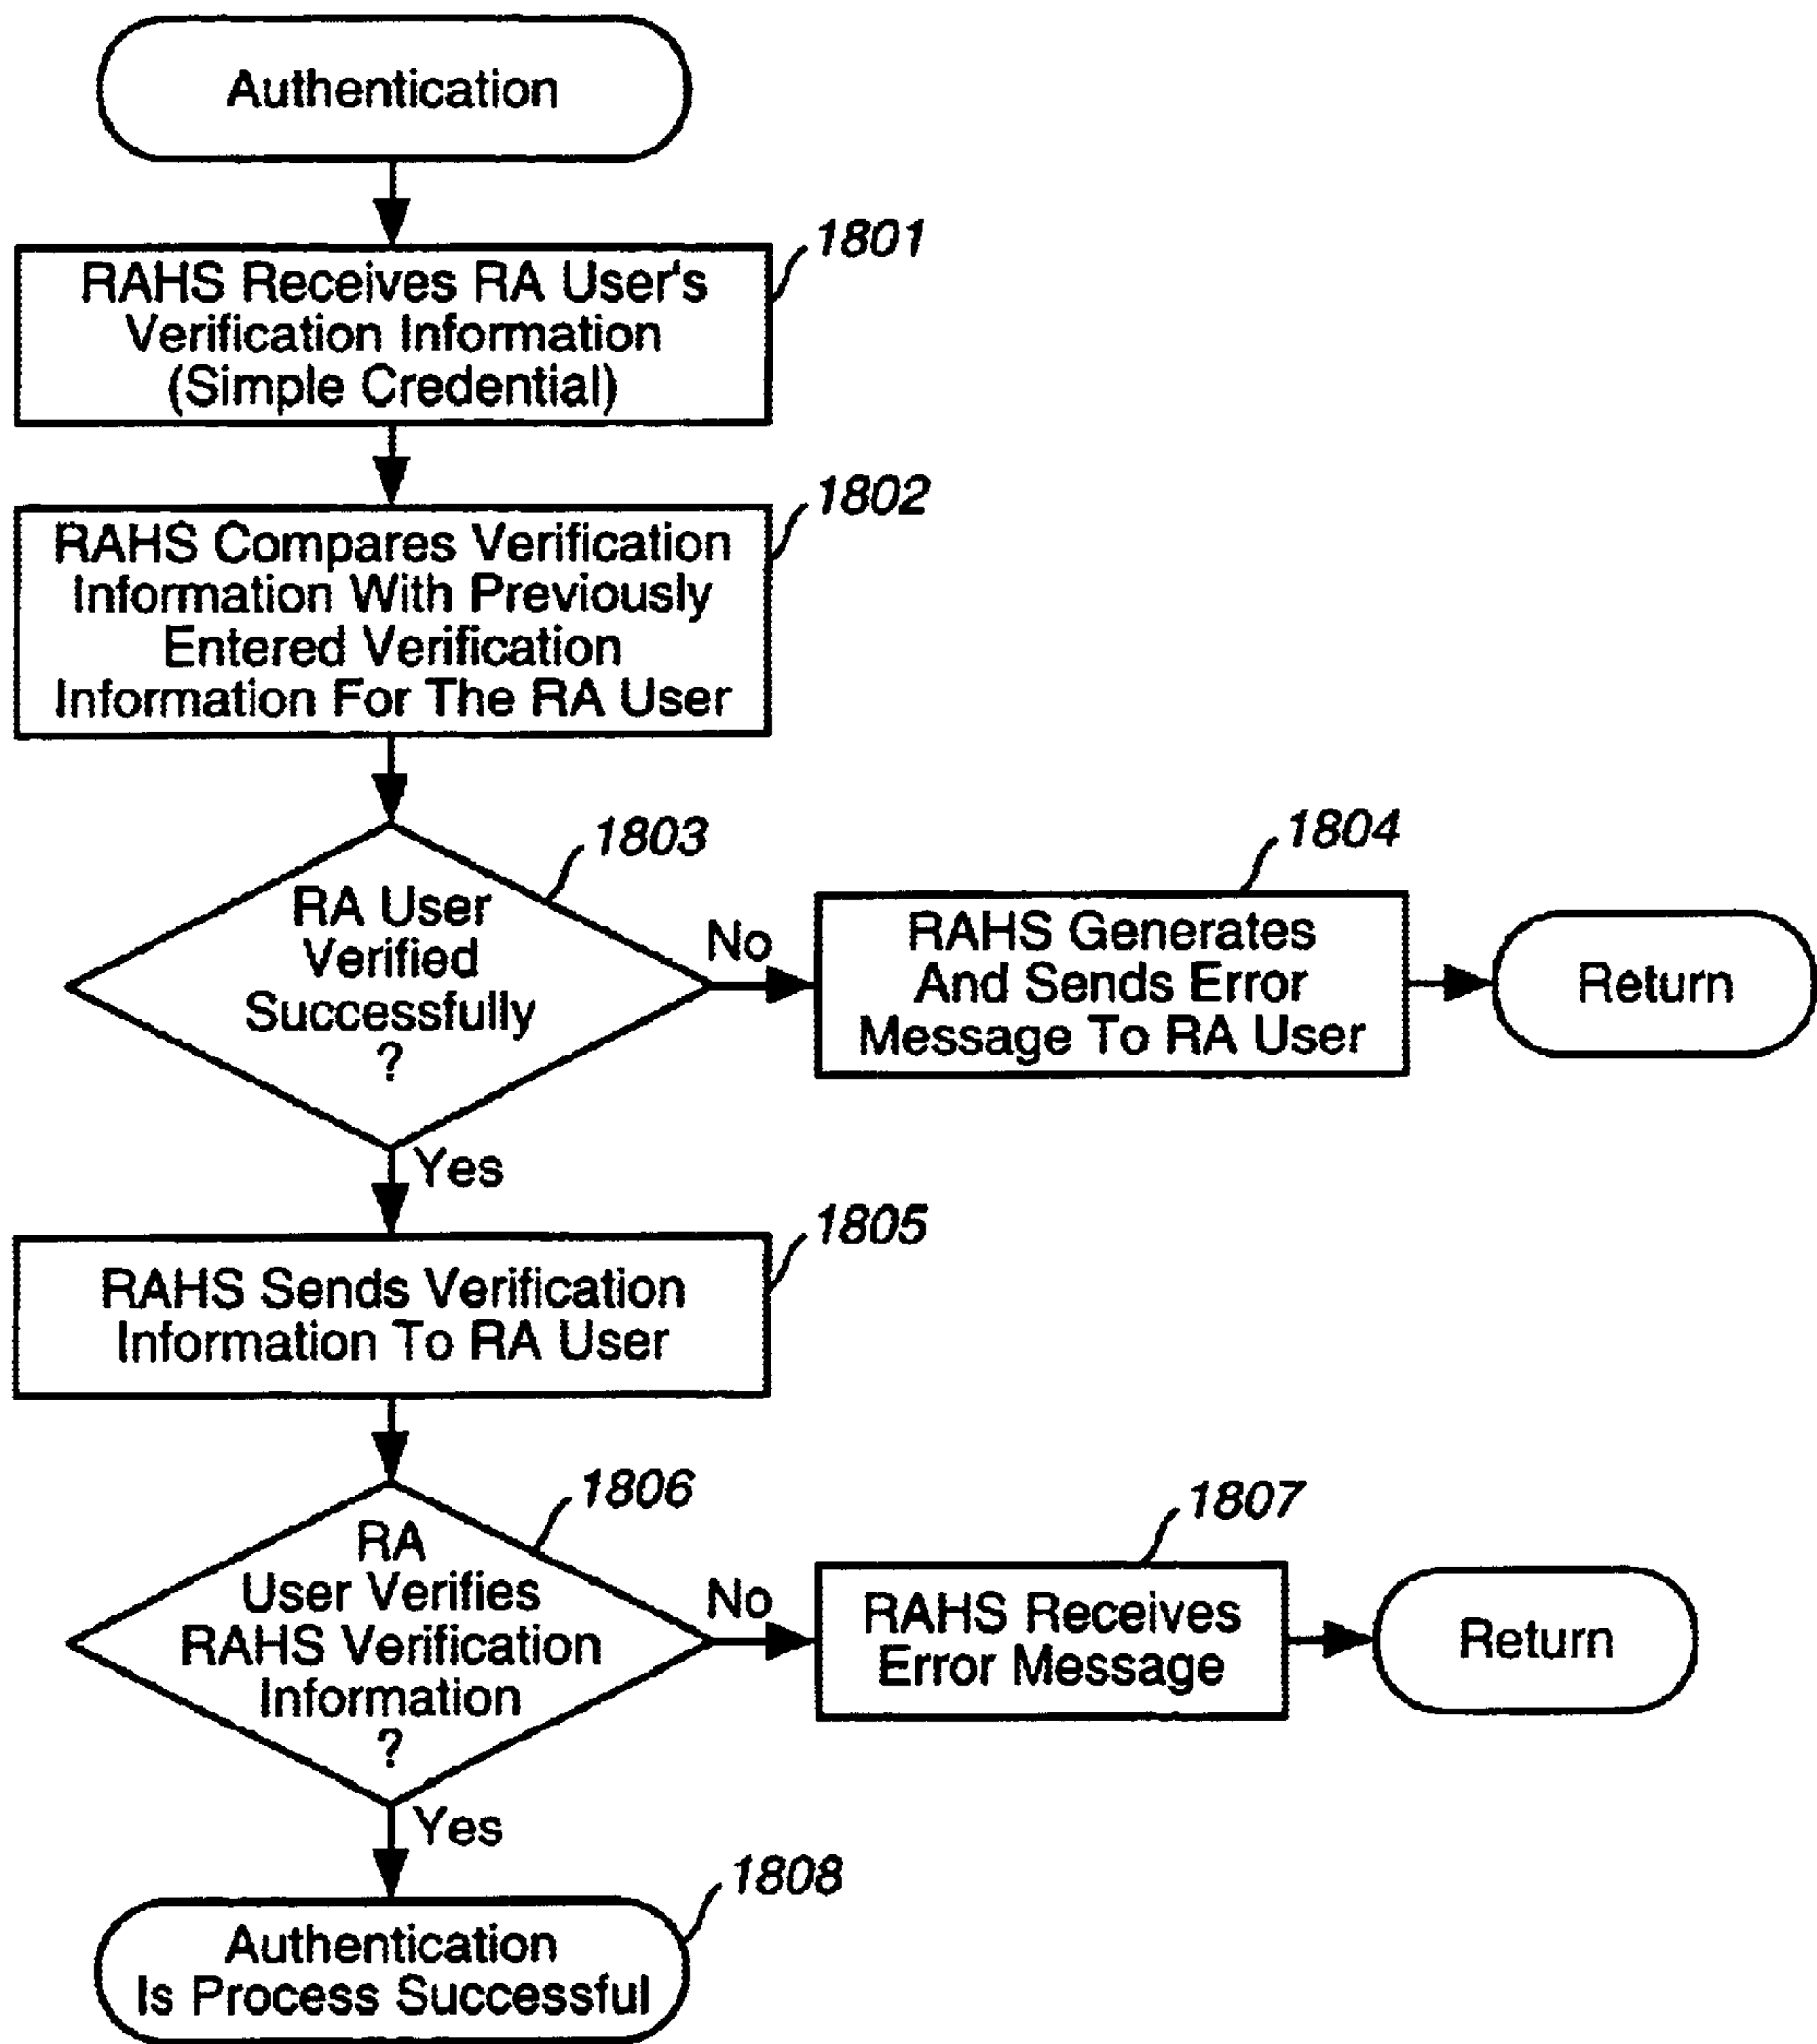 Authentication
1801
RAHS Receives RA User's
Verification Information
(Simple Credential)
1802
RAHS Compares Verification
Information With Previously
Entered Verification
Information For The RA User
1803
RA User
Verified
Successfully
?
No
1804
RAHS Generates
And Sends Error
Message To RA User
Return
Yes
1805
RAHS Sends Verification
Information To RA User
1806
RA
User Verifies
RAHS Verification
Information
?
No
1807
RAHS Receives
Error Message
Return
Yes
1808
Authentication
Is Process Successful